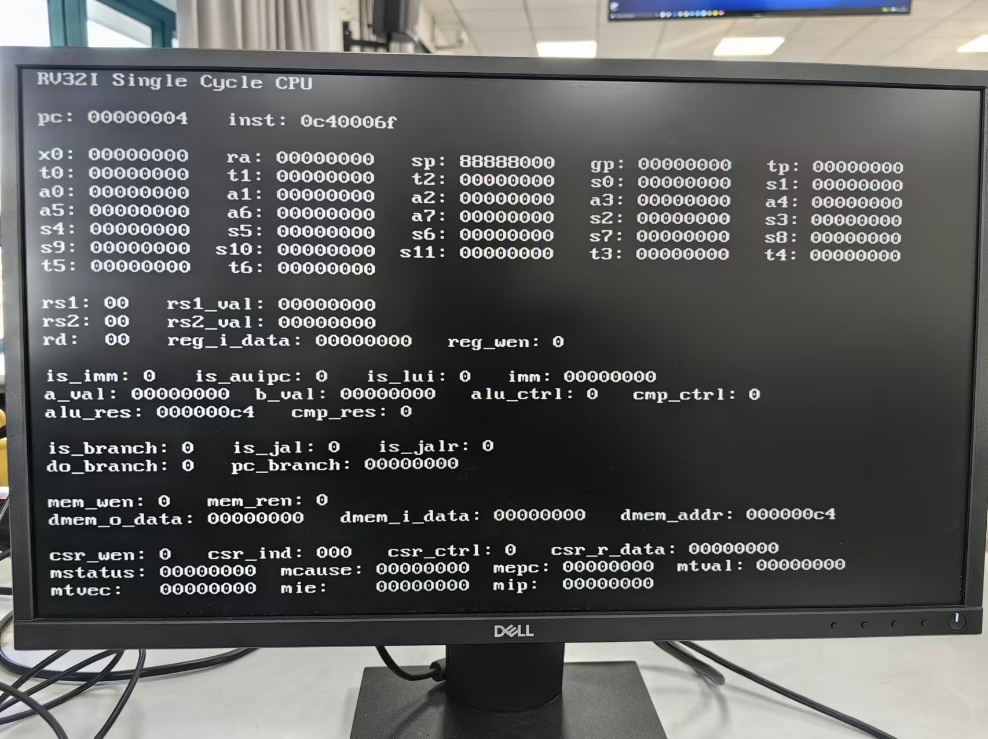 RV32I Single Cycle CPU
pc: 00000004 inst: 0c40006f
x0: 00000000 ra: 00000000 sp: 88888000 gp: 00000000 tp: 00000000
t0: 00000000 t1: 00000000 t2: 00000000 s0: 00000000 s1: 00000000
a0: 00000000 a1: 00000000 a2: 00000000 a3: 00000000 a4: 00000000
a5: 00000000 a6: 00000000 a7: 00000000 s2: 00000000 s3: 00000000
s4: 00000000 s5: 00000000 s6: 00000000 s7: 00000000 s8: 00000000
s9: 00000000 s10: 00000000 s11: 00000000 t3: 00000000 t4: 00000000
t5: 00000000 t6: 00000000
rs1: 00 rs1_val: 00000000
rs2: 00 rs2_val: 00000000
rd: 00 reg_i_data: 00000000 reg_wen: 0
is_imm: 0 is_auipc: 0 is_lui: 0 imm: 00000000
a_val: 00000000 b_val: 00000000 alu_ctrl: 0 cmp_ctrl: 0
alu_res: 000000c4 cmp_res: 0
is_branch: 0 is_jal: 0 is_jalr: 0
do_branch: 0 pc_branch: 00000000
mem_wen: 0 mem_ren: 0
dmem_o_data: 00000000 dmem_i_data: 00000000 dmem_addr: 000000c4
csr_wen: 0 csr_ind: 000 csr_ctrl: 0 csr_r_data: 00000000
mstatus: 00000000 mcause: 00000000 mepc: 00000000 mtval: 00000000
mtvec: 00000000 mie: 00000000 mip: 00000000
DELL